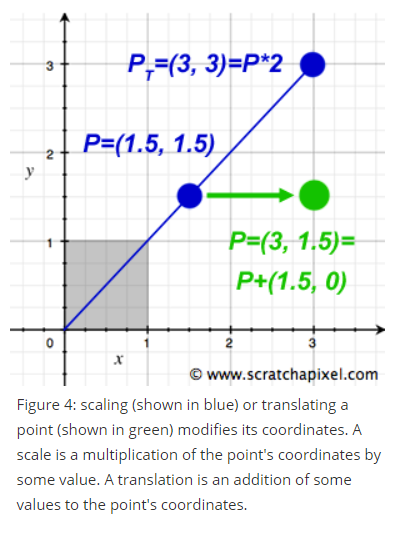 P_T=(3, 3)=P*2
3
P=(1.5, 1.5)
2
y
P=(3, 1.5)=
P+(1.5, 0)
1
0
1
2
3
x
© www.scratchapixel.com
Figure 4: scaling (shown in blue) or translating a
point (shown in green) modifies its coordinates. A
scale is a multiplication of the point's coordinates by
some value. A translation is an addition of some
values to the point's coordinates.